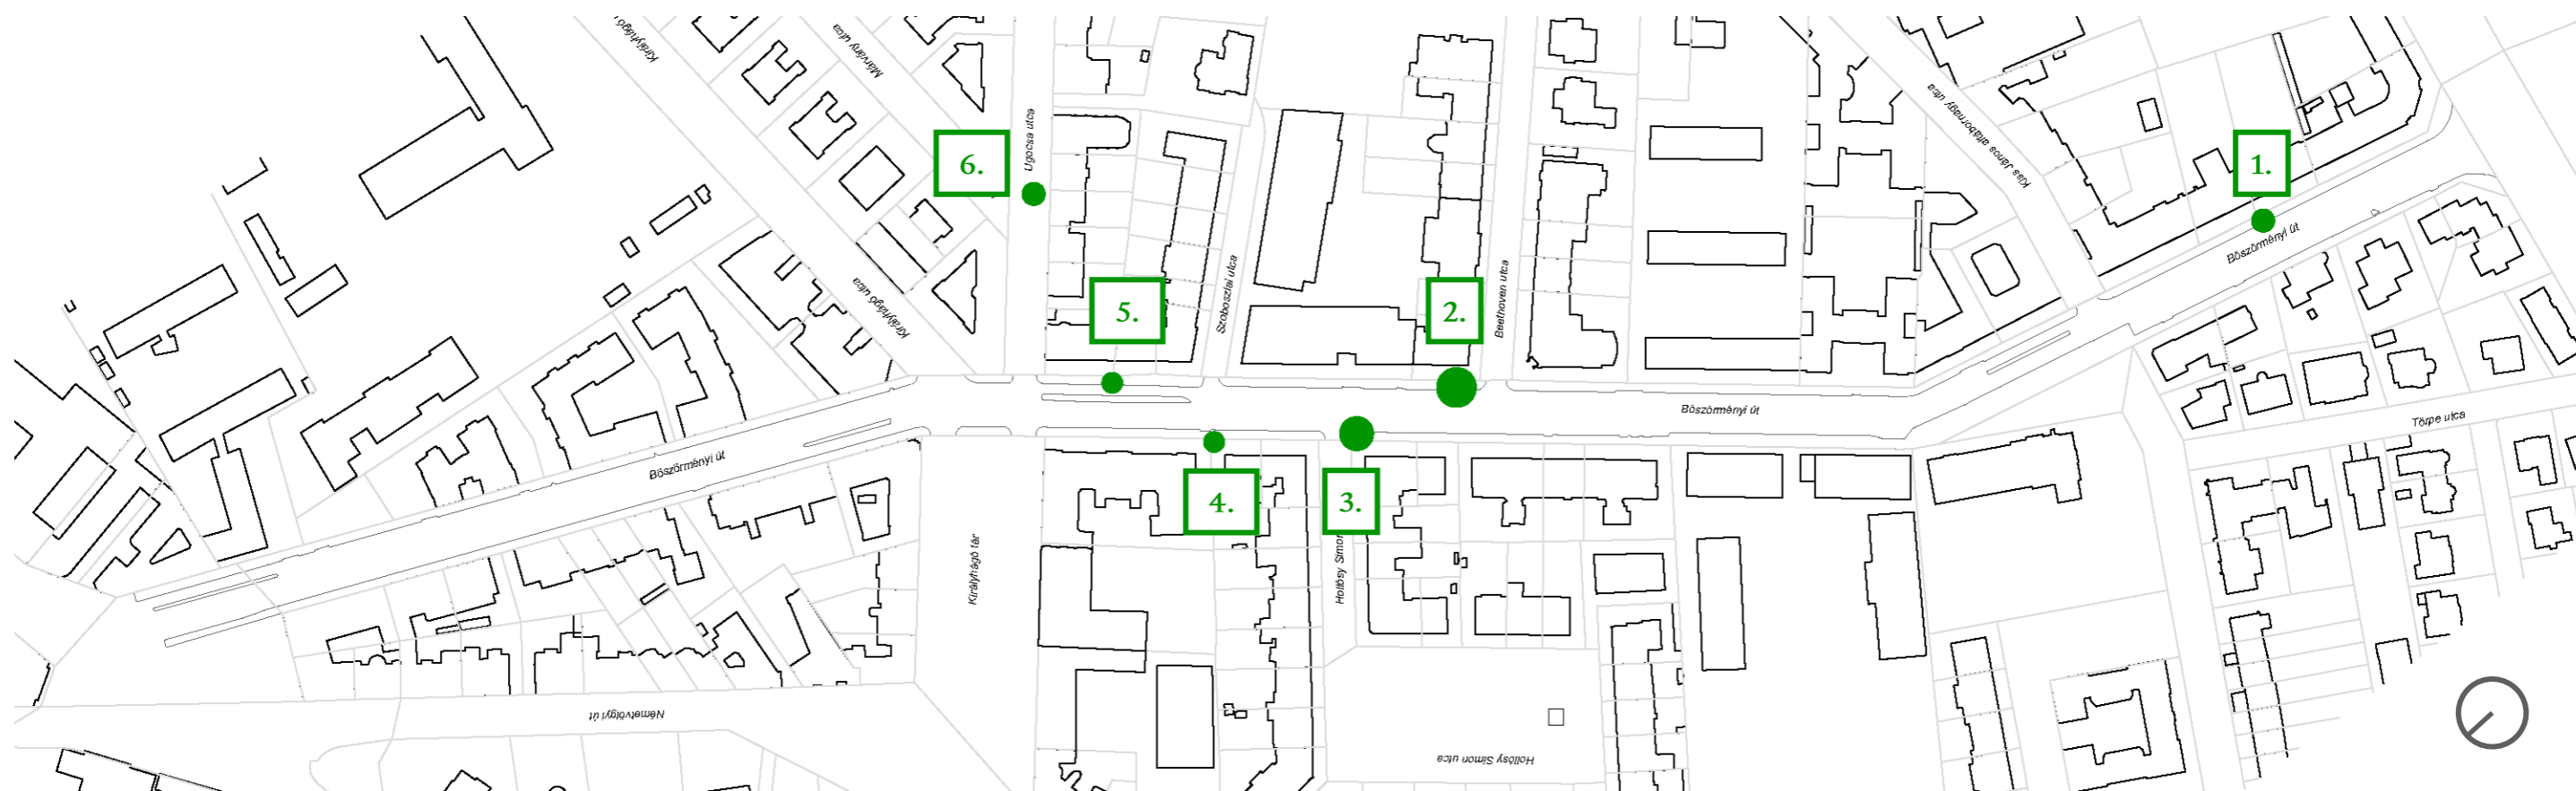 Királyhágó
Márvány utca
Ugocsa utca
6.
Kiss János altábornagy utca
1.
Böszörményi út
Királyhágó utca
5.
Szoboszlai utca
2.
Beethoven utca
Böszörményi út
Törpe utca
Böszörményi út
4.
3.
Királyhágó tér
Hollósy Simon
Németvölgyi út
Hollósy Simon utca